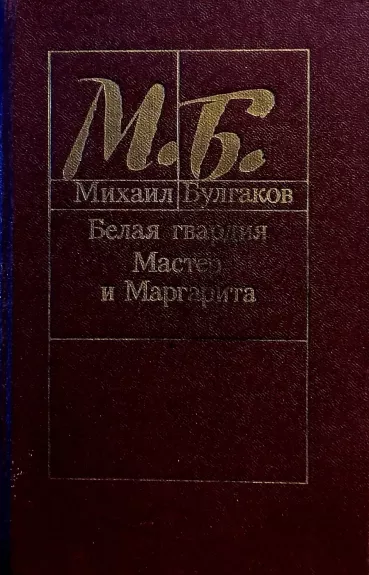 М.Б.
Михаил Булгаков
Белая гвардия
Мастер
и Маргарита